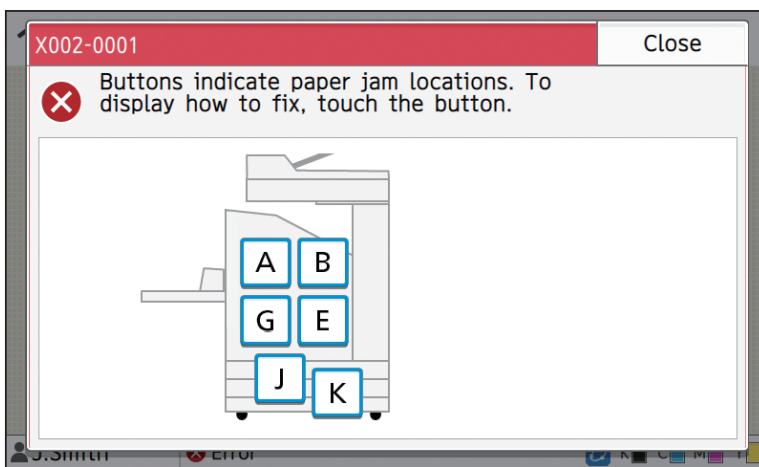 X002-0001
Close
Buttons indicate paper jam locations. To
display how to fix, touch the button.
A B
G E
J
K
J.Smith Error K C M Y